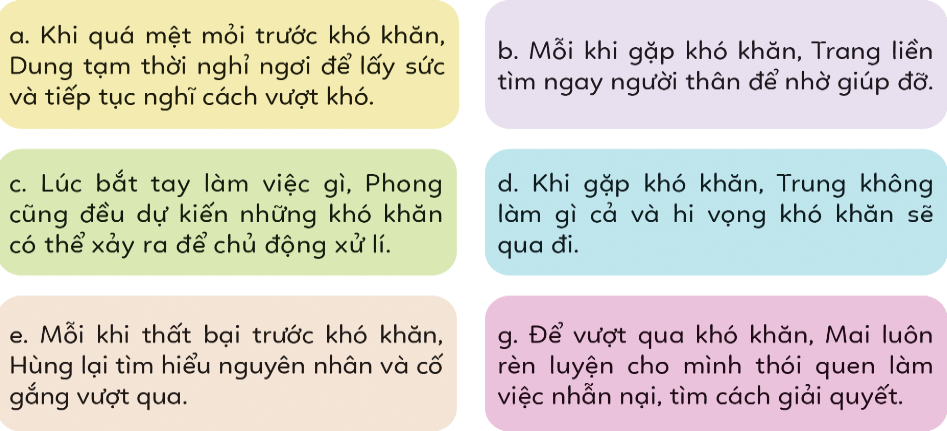 a. Khi quá mệt mỏi trước khó khăn,
Dung tạm thời nghỉ ngơi để lấy sức
và tiếp tục nghĩ cách vượt khó.
b. Mỗi khi gặp khó khăn, Trang liền
tìm ngay người thân để nhờ giúp đỡ.
c. Lúc bắt tay làm việc gì, Phong
cũng đều dự kiến những khó khăn
có thể xảy ra để chủ động xử lí.
d. Khi gặp khó khăn, Trung không
làm gì cả và hi vọng khó khăn sẽ
qua đi.
e. Mỗi khi thất bại trước khó khăn,
Hùng lại tìm hiểu nguyên nhân và cố
gắng vượt qua.
g. Để vượt qua khó khăn, Mai luôn
rèn luyện cho mình thói quen làm
việc nhẫn nại, tìm cách giải quyết.